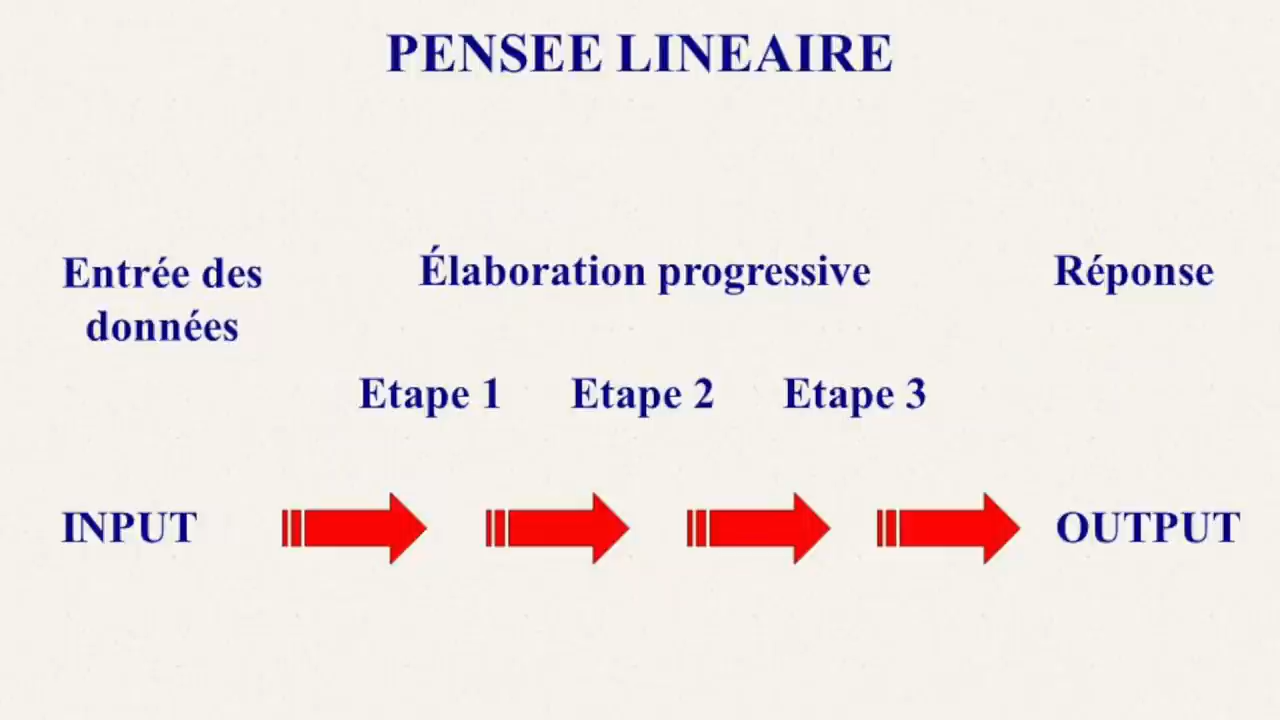 PENSEE LINEAIRE
Entrée des
données
Élaboration progressive
Réponse
Etape 1
Etape 2
Etape 3
INPUT
OUTPUT